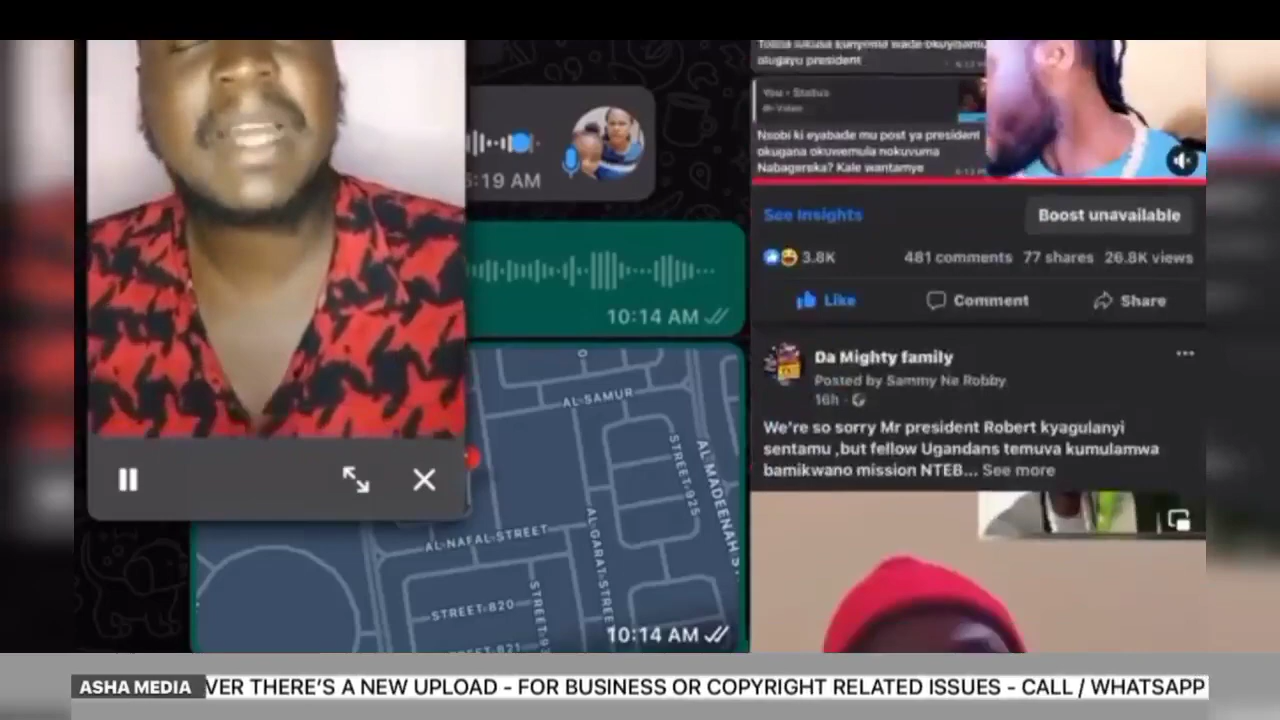 5:19 AM
10:14 AM
AL SAMUR
STREET 925
AL MADEENAH
AL NAFAL STREET
AL GARAT STREET
STREET 820
10:14 AM
olugayu president
You • Status
Video
Nsobi ki eyabade mu post ya president
okugana okuwemula nokuvuma
Nabagereka? Kale wantamye
See Insights
Boost unavailable
3.8K
481 comments 77 shares 26.8K views
Like Comment Share
Da Mighty family
Posted by Sammy Ne Robby
16h
We're so sorry Mr president Robert kyagulanyi
sentamu ,but fellow Ugandans temuva kumulamwa
bamikwano mission NTEB... See more
ASHA MEDIA
VER THERE'S A NEW UPLOAD - FOR BUSINESS OR COPYRIGHT RELATED ISSUES - CALL / WHATSAPP